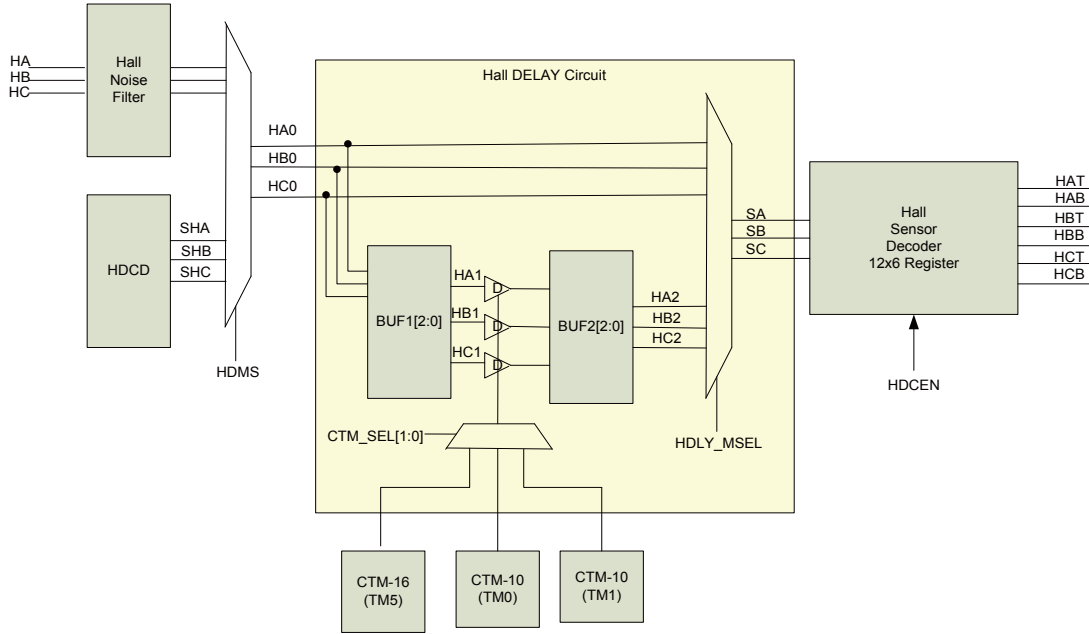 HA
HB
HC
Hall
Noise
Filter
Hall DELAY Circuit
HA0
HB0
HC0
HDCD
SHA
SHB
SHC
HDMS
BUF1[2:0]
HA1
HB1
HC1
D
D
D
BUF2[2:0]
HA2
HB2
HC2
SA
SB
SC
Hall
Sensor
Decoder
12x6 Register
HAT
HAB
HBT
HBB
HCT
HCB
HDCEN
CTM_SEL[1:0]
HDLY_MSEL
CTM-16
(TM5)
CTM-10
(TM0)
CTM-10
(TM1)